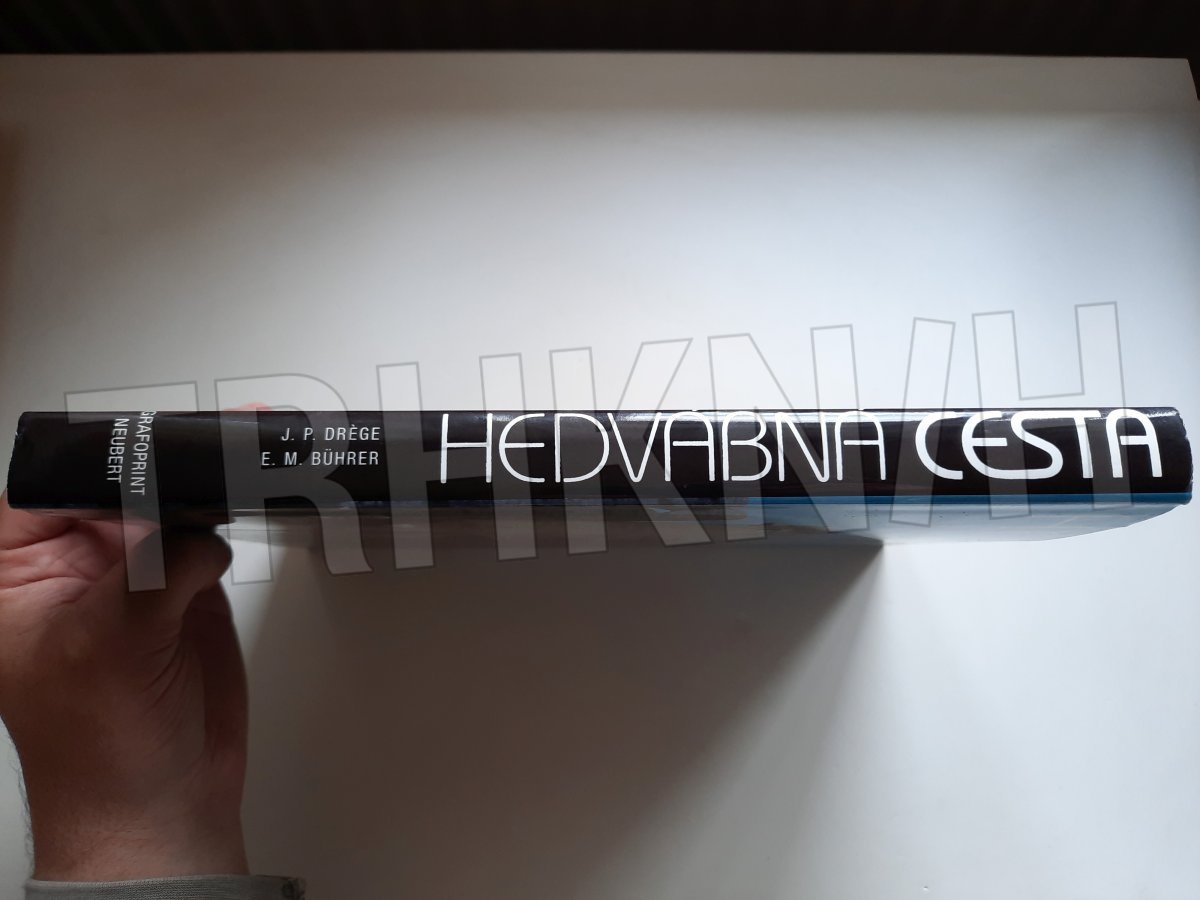 GRAFOPRINT
NEUBERT
J. P. DRÈGE
E. M. BÜHRER
HEDVÁBNÁ CESTA
TRHKNIH